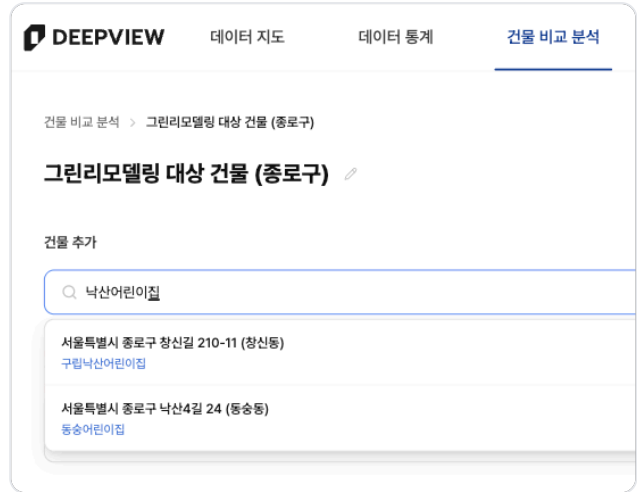 DEEPVIEW 데이터 지도 데이터 통계 건물 비교 분석
건물 비교 분석 > 그린리모델링 대상 건물 (종로구)
그린리모델링 대상 건물 (종로구)
건물 추가
낙산어린이집
서울특별시 종로구 창신길 210-11 (창신동)
구립낙산어린이집
서울특별시 종로구 낙산4길 24 (동숭동)
동숭어린이집